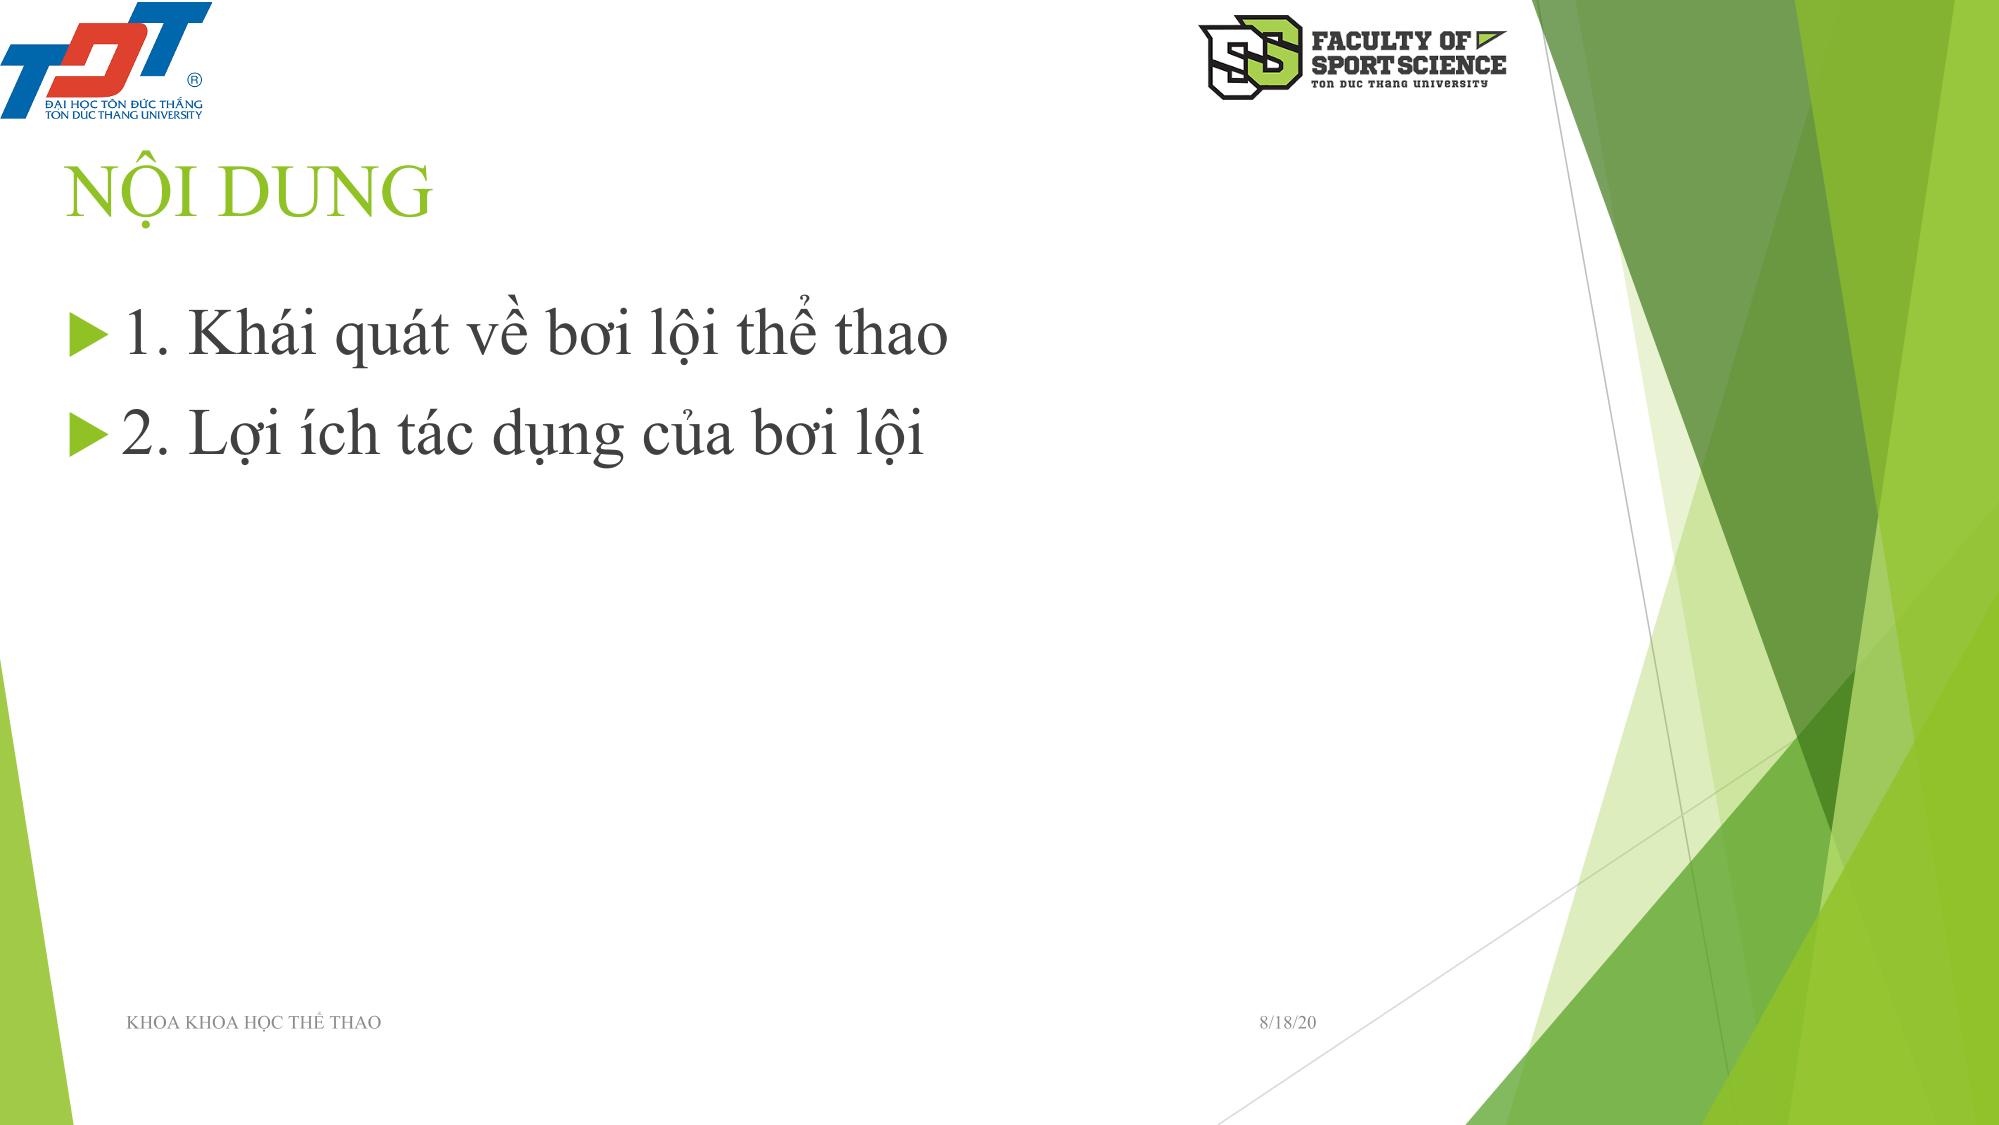 TDT ®
ĐẠI HỌC TÔN ĐỨC THẮNG
TON DUC THANG UNIVERSITY
FACULTY OF
SPORT SCIENCE
TON DUC THANG UNIVERSITY
NỘI DUNG
1. Khái quát về bơi lội thể thao
2. Lợi ích tác dụng của bơi lội
KHOA KHOA HỌC THỂ THAO
8/18/20